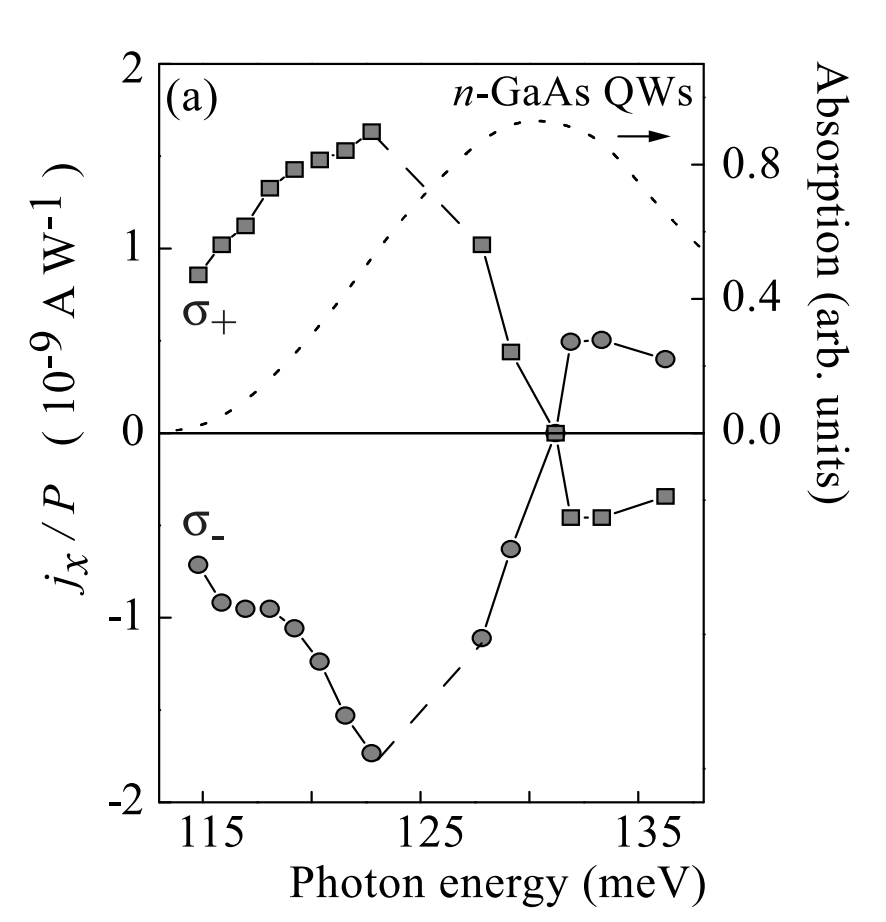 2
(a)
n-GaAs QWs
0.8
1
σ+
0.4
0
0.0
σ-
-1
-2
115
125
135
Photon energy (meV)
jx / P ( 10-9 A W-1 )
Absorption (arb. units)